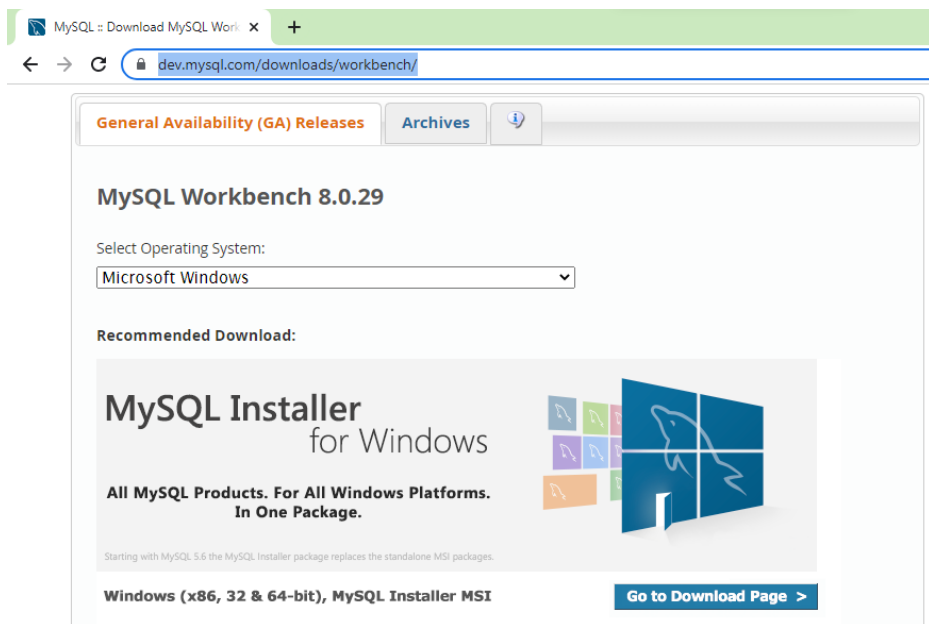 MySQL :: Download MySQL Work
dev.mysql.com/downloads/workbench/
General Availability (GA) Releases
Archives
MySQL Workbench 8.0.29
Select Operating System:
Microsoft Windows
Recommended Download:
MySQL Installer
for Windows
All MySQL Products. For All Windows Platforms.
In One Package.
Starting with MySQL 5.6 the MySQL Installer package replaces the standalone MSI packages.
Windows (x86, 32 & 64-bit), MySQL Installer MSI
Go to Download Page >